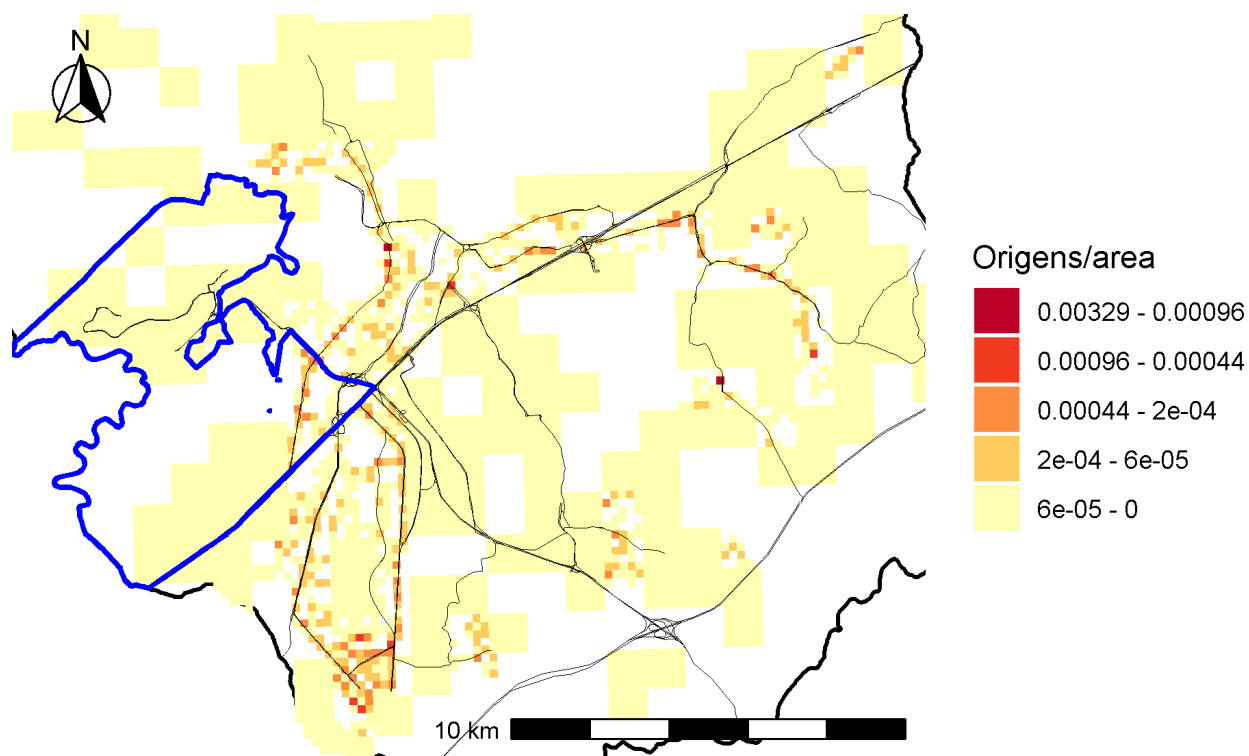 N
Origens/area
0.00329 - 0.00096
0.00096 - 0.00044
0.00044 - 2e-04
2e-04 - 6e-05
6e-05 - 0
10 km